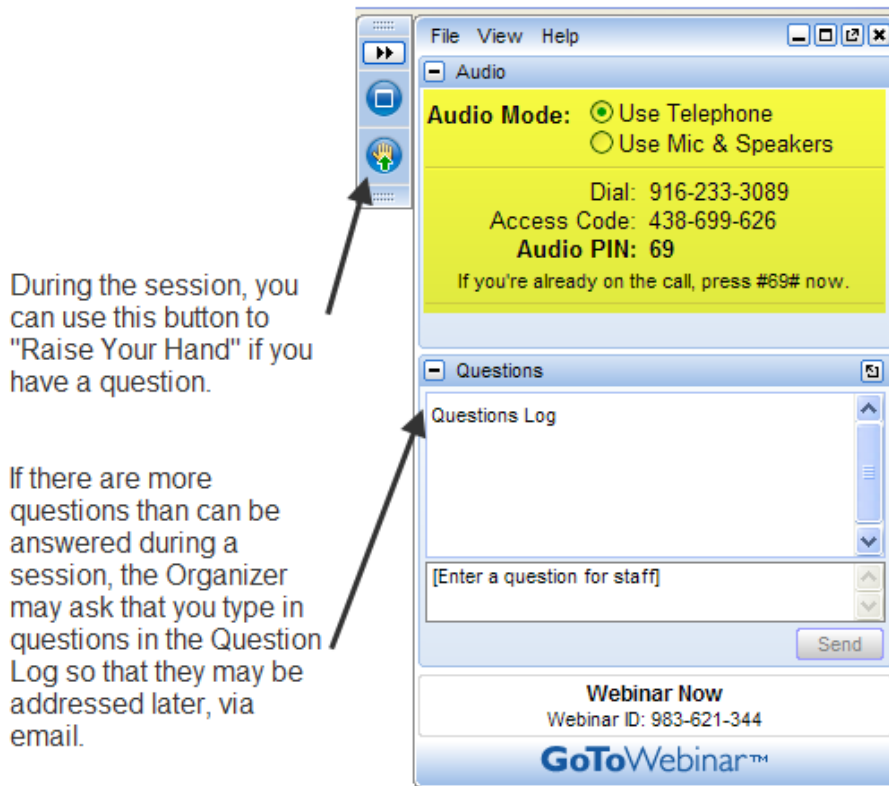 File View Help
Audio
Audio Mode: Use Telephone
Use Mic & Speakers
Dial: 916-233-3089
Access Code: 438-699-626
Audio PIN: 69
If you're already on the call, press #69# now.
During the session, you
can use this button to
"Raise Your Hand" if you
have a question.
Questions
Questions Log
If there are more
questions than can be
answered during a
session, the Organizer
may ask that you type in
questions in the Question
Log so that they may be
addressed later, via
email.
[Enter a question for staff]
Send
Webinar Now
Webinar ID: 983-621-344
GoToWebinar™